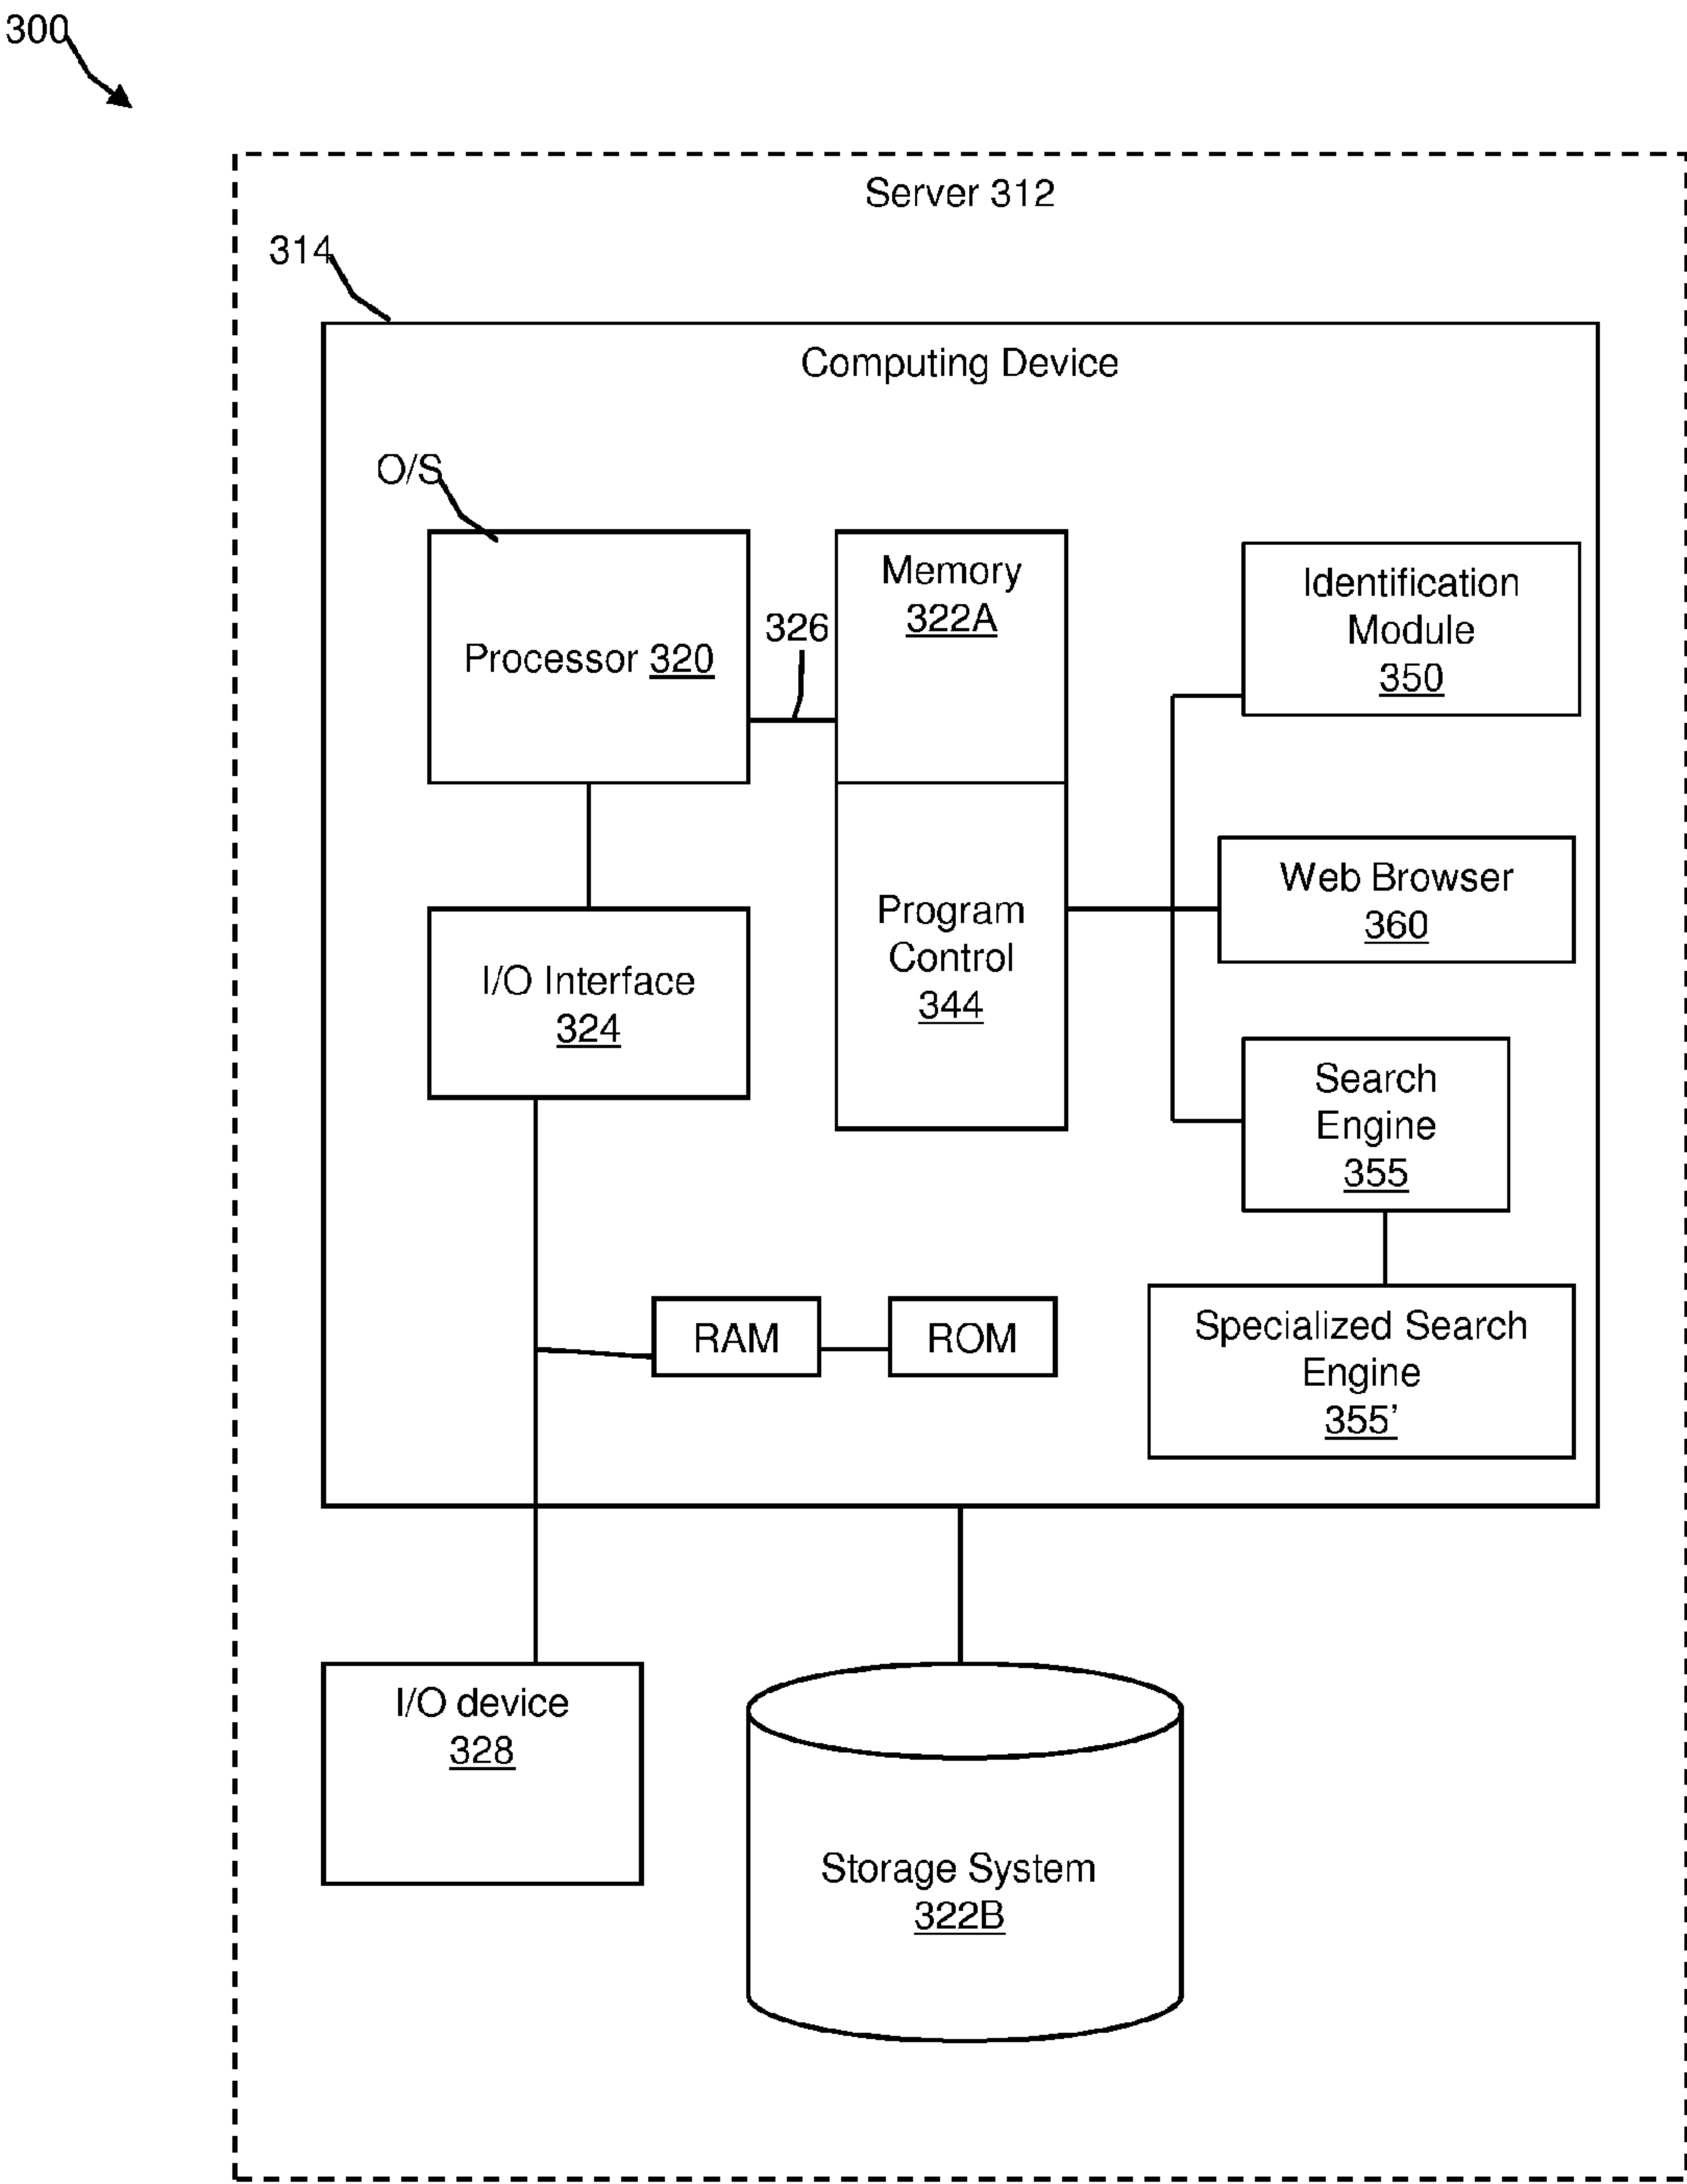 300
Server 312
314
Computing Device
O/S
Processor 320
326
Memory
322A
Identification
Module
350
Program
Control
344
Web Browser
360
I/O Interface
324
Search
Engine
355
RAM
ROM
Specialized Search
Engine
355’
I/O device
328
Storage System
322B